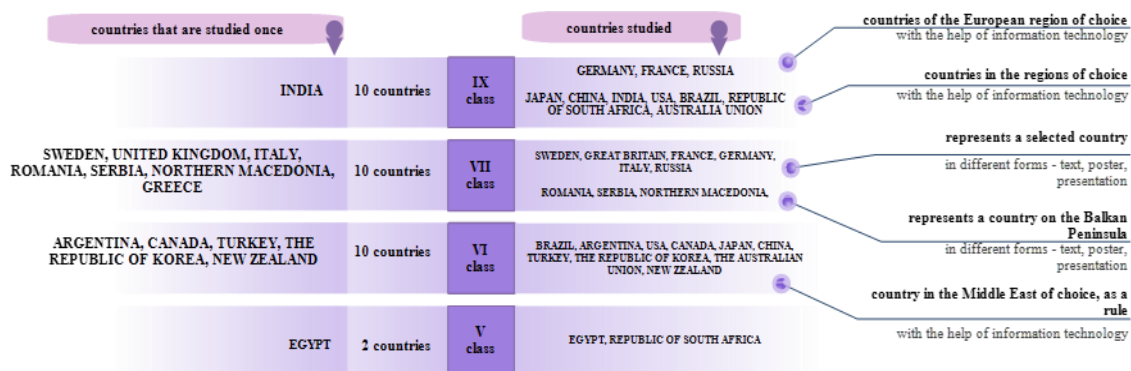 countries that are studied once
countries studied
countries of the European region of choice
with the help of information technology
INDIA
10 countries
IX
class
GERMANY, FRANCE, RUSSIA
JAPAN, CHINA, INDIA, USA, BRAZIL, REPUBLIC
OF SOUTH AFRICA, AUSTRALIA UNION
countries in the regions of choice
with the help of information technology
SWEDEN, UNITED KINGDOM, ITALY,
ROMANIA, SERBIA, NORTHERN MACEDONIA,
GREECE
10 countries
VII
class
SWEDEN, GREAT BRITAIN, FRANCE, GERMANY,
ITALY, RUSSIA
ROMANIA, SERBIA, NORTHERN MACEDONIA,
represents a selected country
in different forms - text, poster,
presentation
represents a country on the Balkan
Peninsula
in different forms - text, poster,
presentation
ARGENTINA, CANADA, TURKEY, THE
REPUBLIC OF KOREA, NEW ZEALAND
10 countries
VI
class
BRAZIL, ARGENTINA, USA, CANADA, JAPAN, CHINA,
TURKEY, THE REPUBLIC OF KOREA, THE AUSTRALIAN
UNION, NEW ZEALAND
country in the Middle East of choice, as a
rule
with the help of information technology
EGYPT
2 countries
V
class
EGYPT, REPUBLIC OF SOUTH AFRICA